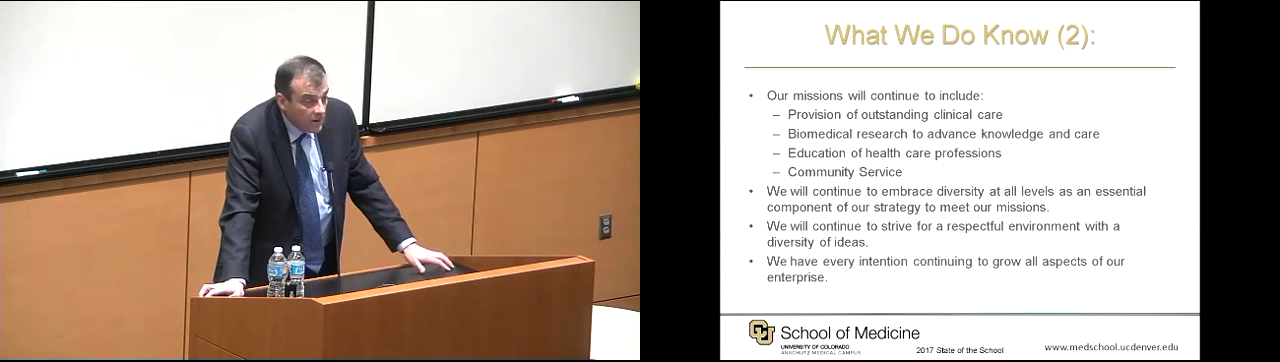 What We Do Know (2):
• Our missions will continue to include:
– Provision of outstanding clinical care
– Biomedical research to advance knowledge and care
– Education of health care professions
– Community Service
• We will continue to embrace diversity at all levels as an essential
component of our strategy to meet our missions.
• We will continue to strive for a respectful environment with a
diversity of ideas.
• We have every intention continuing to grow all aspects of our
enterprise.
CU School of Medicine
UNIVERSITY OF COLORADO
ANSCHUTZ MEDICAL CAMPUS
2017 State of the School
www.medschool.ucdenver.edu